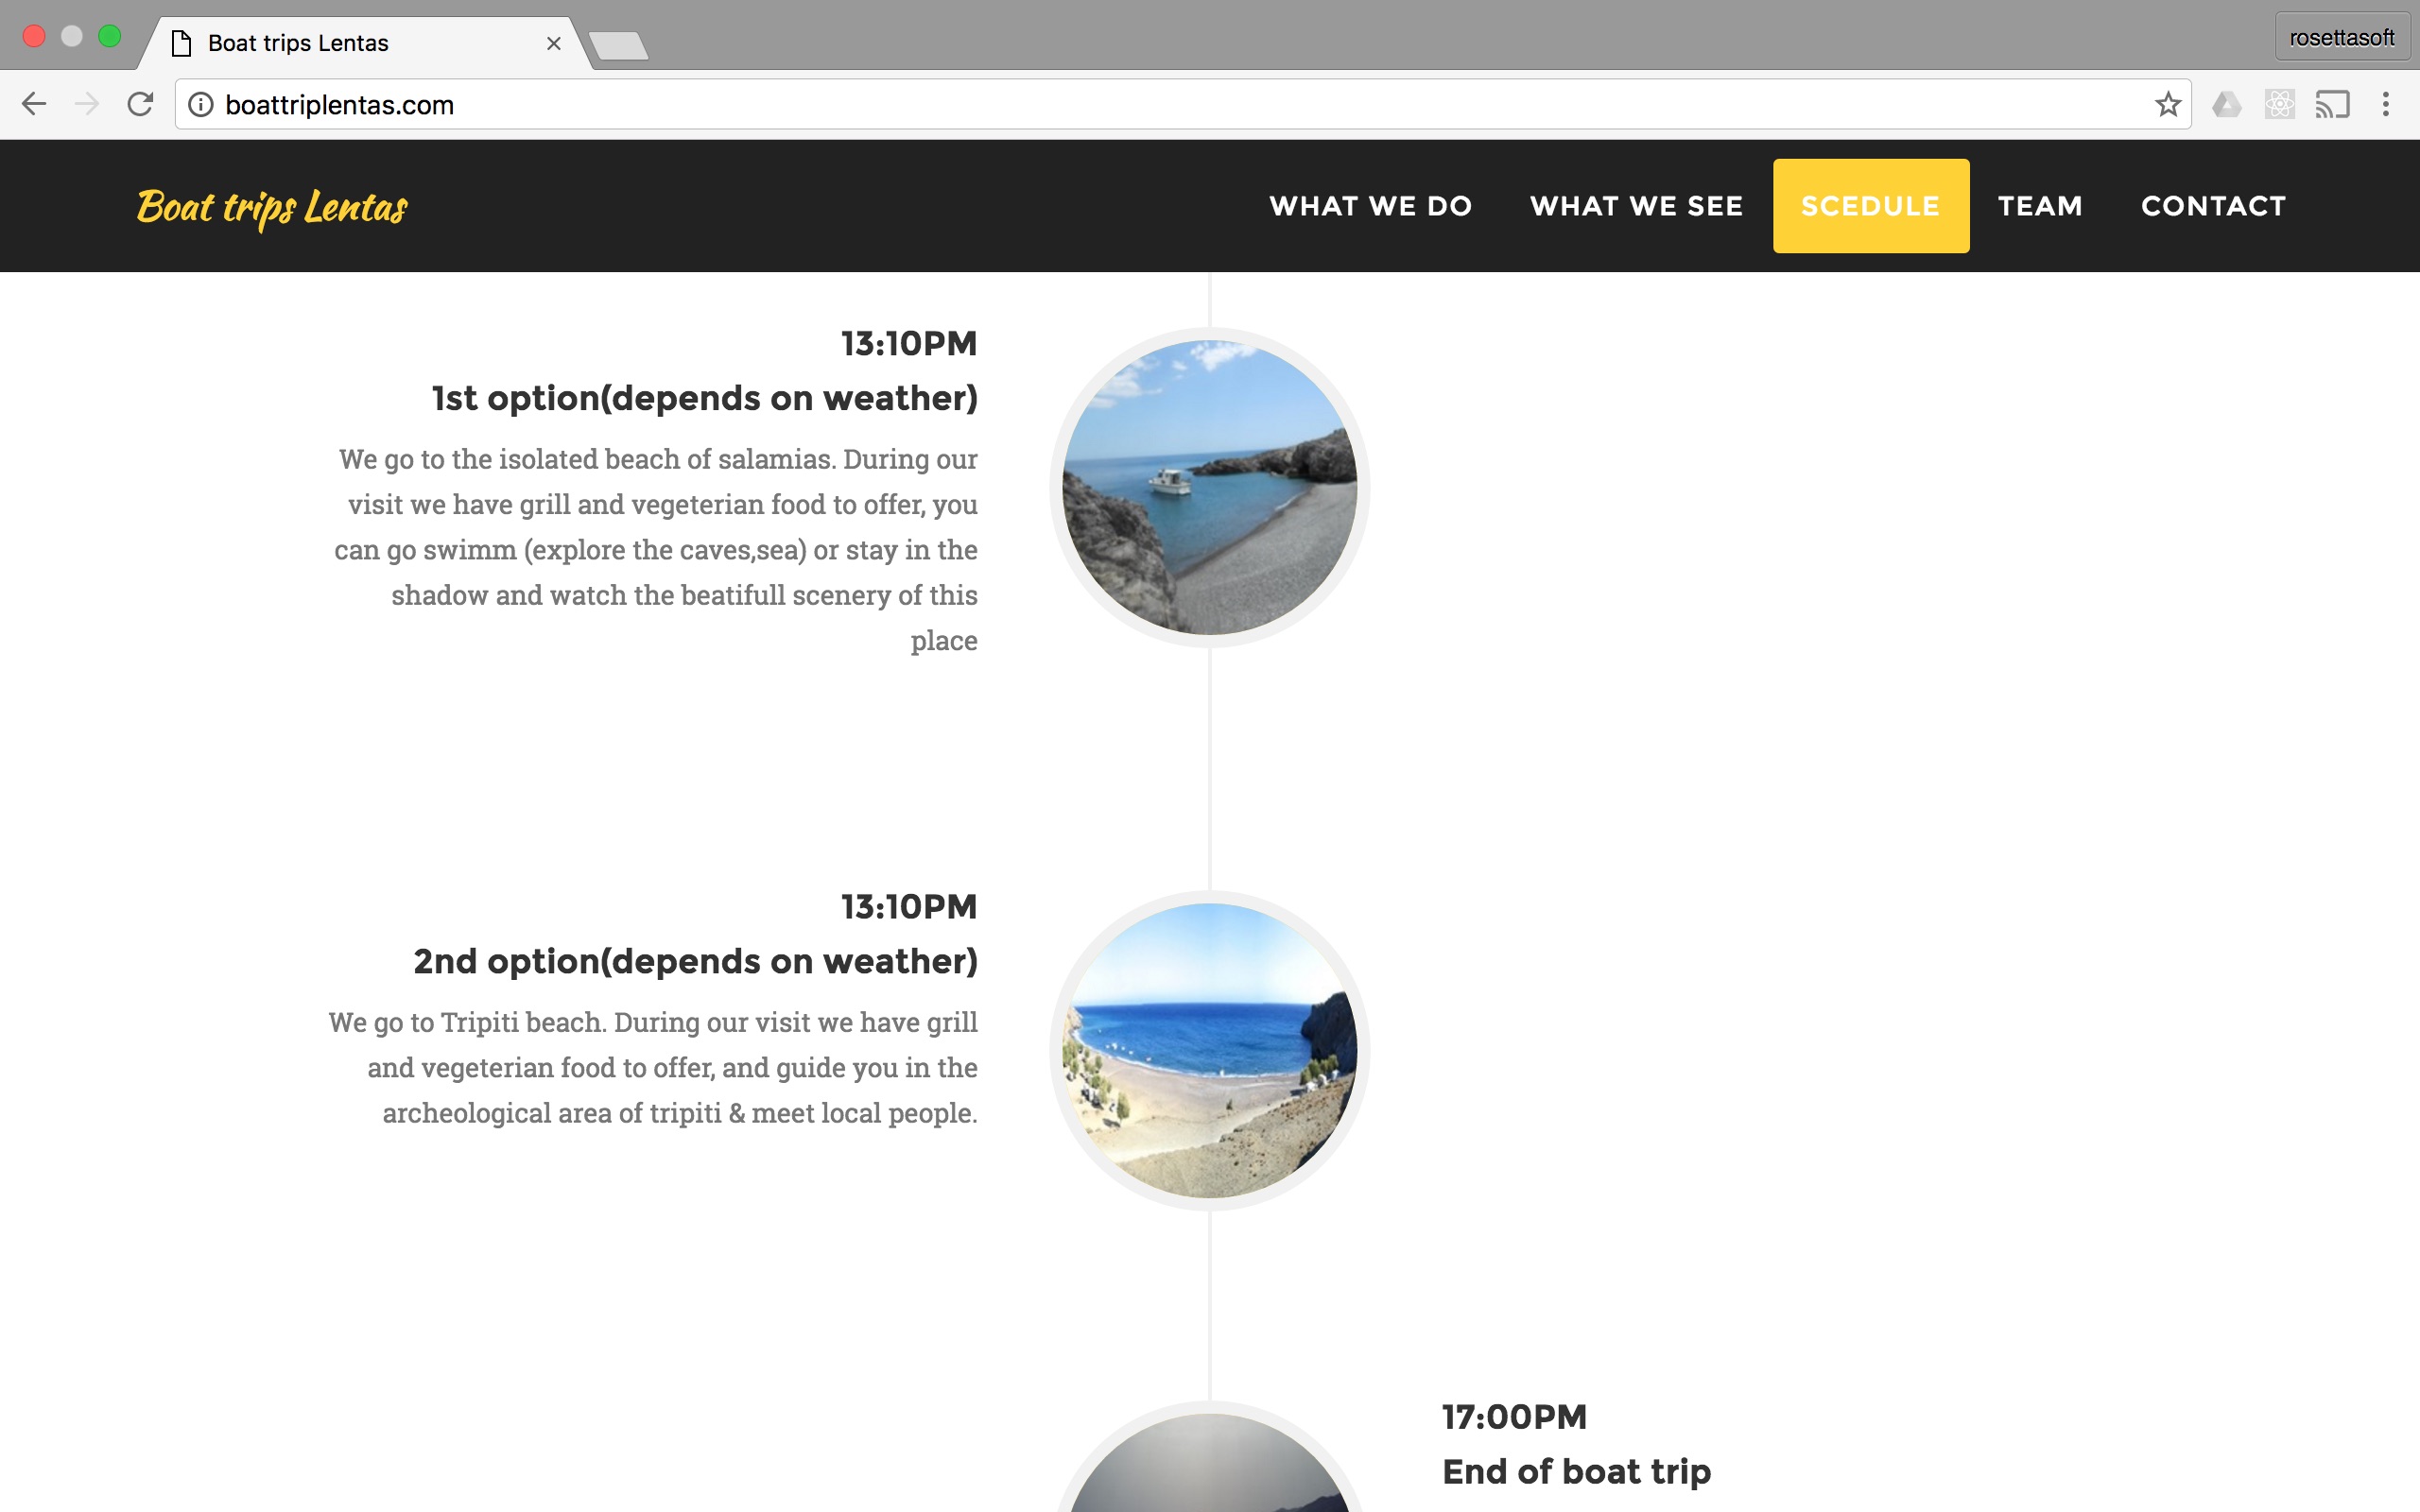 Boat trips Lentas
rosettasoft
boattriplentas.com
Boat trips Lentas
WHAT WE DO
WHAT WE SEE
SCEDULE
TEAM
CONTACT
13:10PM
1st option(depends on weather)
We go to the isolated beach of salamias. During our
visit we have grill and vegeterian food to offer, you
can go swimm (explore the caves,sea) or stay in the
shadow and watch the beatifull scenery of this
place
13:10PM
2nd option(depends on weather)
We go to Tripiti beach. During our visit we have grill
and vegeterian food to offer, and guide you in the
archeological area of tripiti & meet local people.
17:00PM
End of boat trip